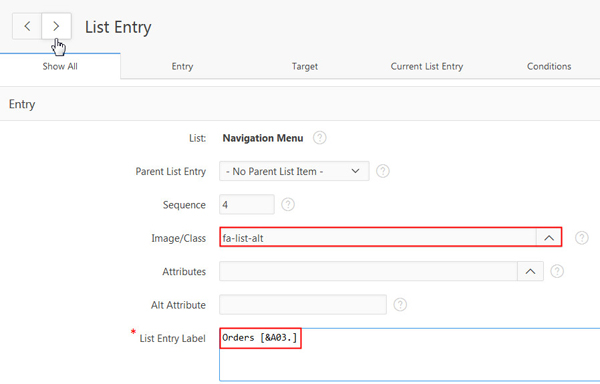 List Entry
Show All Entry Target Current List Entry Conditions
Entry
List: Navigation Menu ?
Parent List Entry - No Parent List Item - ?
Sequence 4 ?
Image/Class fa-list-alt ?
Attributes ?
Alt Attribute ?
* List Entry Label Orders [&A03.]